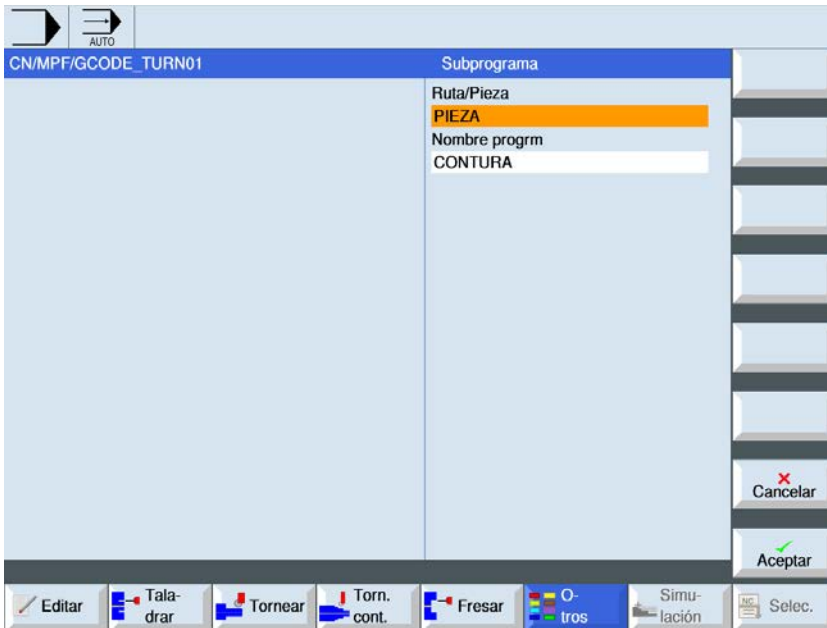 AUTO
CN/MPF/GCODE_TURN01
Subprograma
Ruta/Pieza
PIEZA
Nombre progrm
CONTURA
Cancelar
Aceptar
Editar
Tala-
drar
Tornear
Torn.
cont.
Fresar
O-
tros
Simu-
lación
NC
Selec.